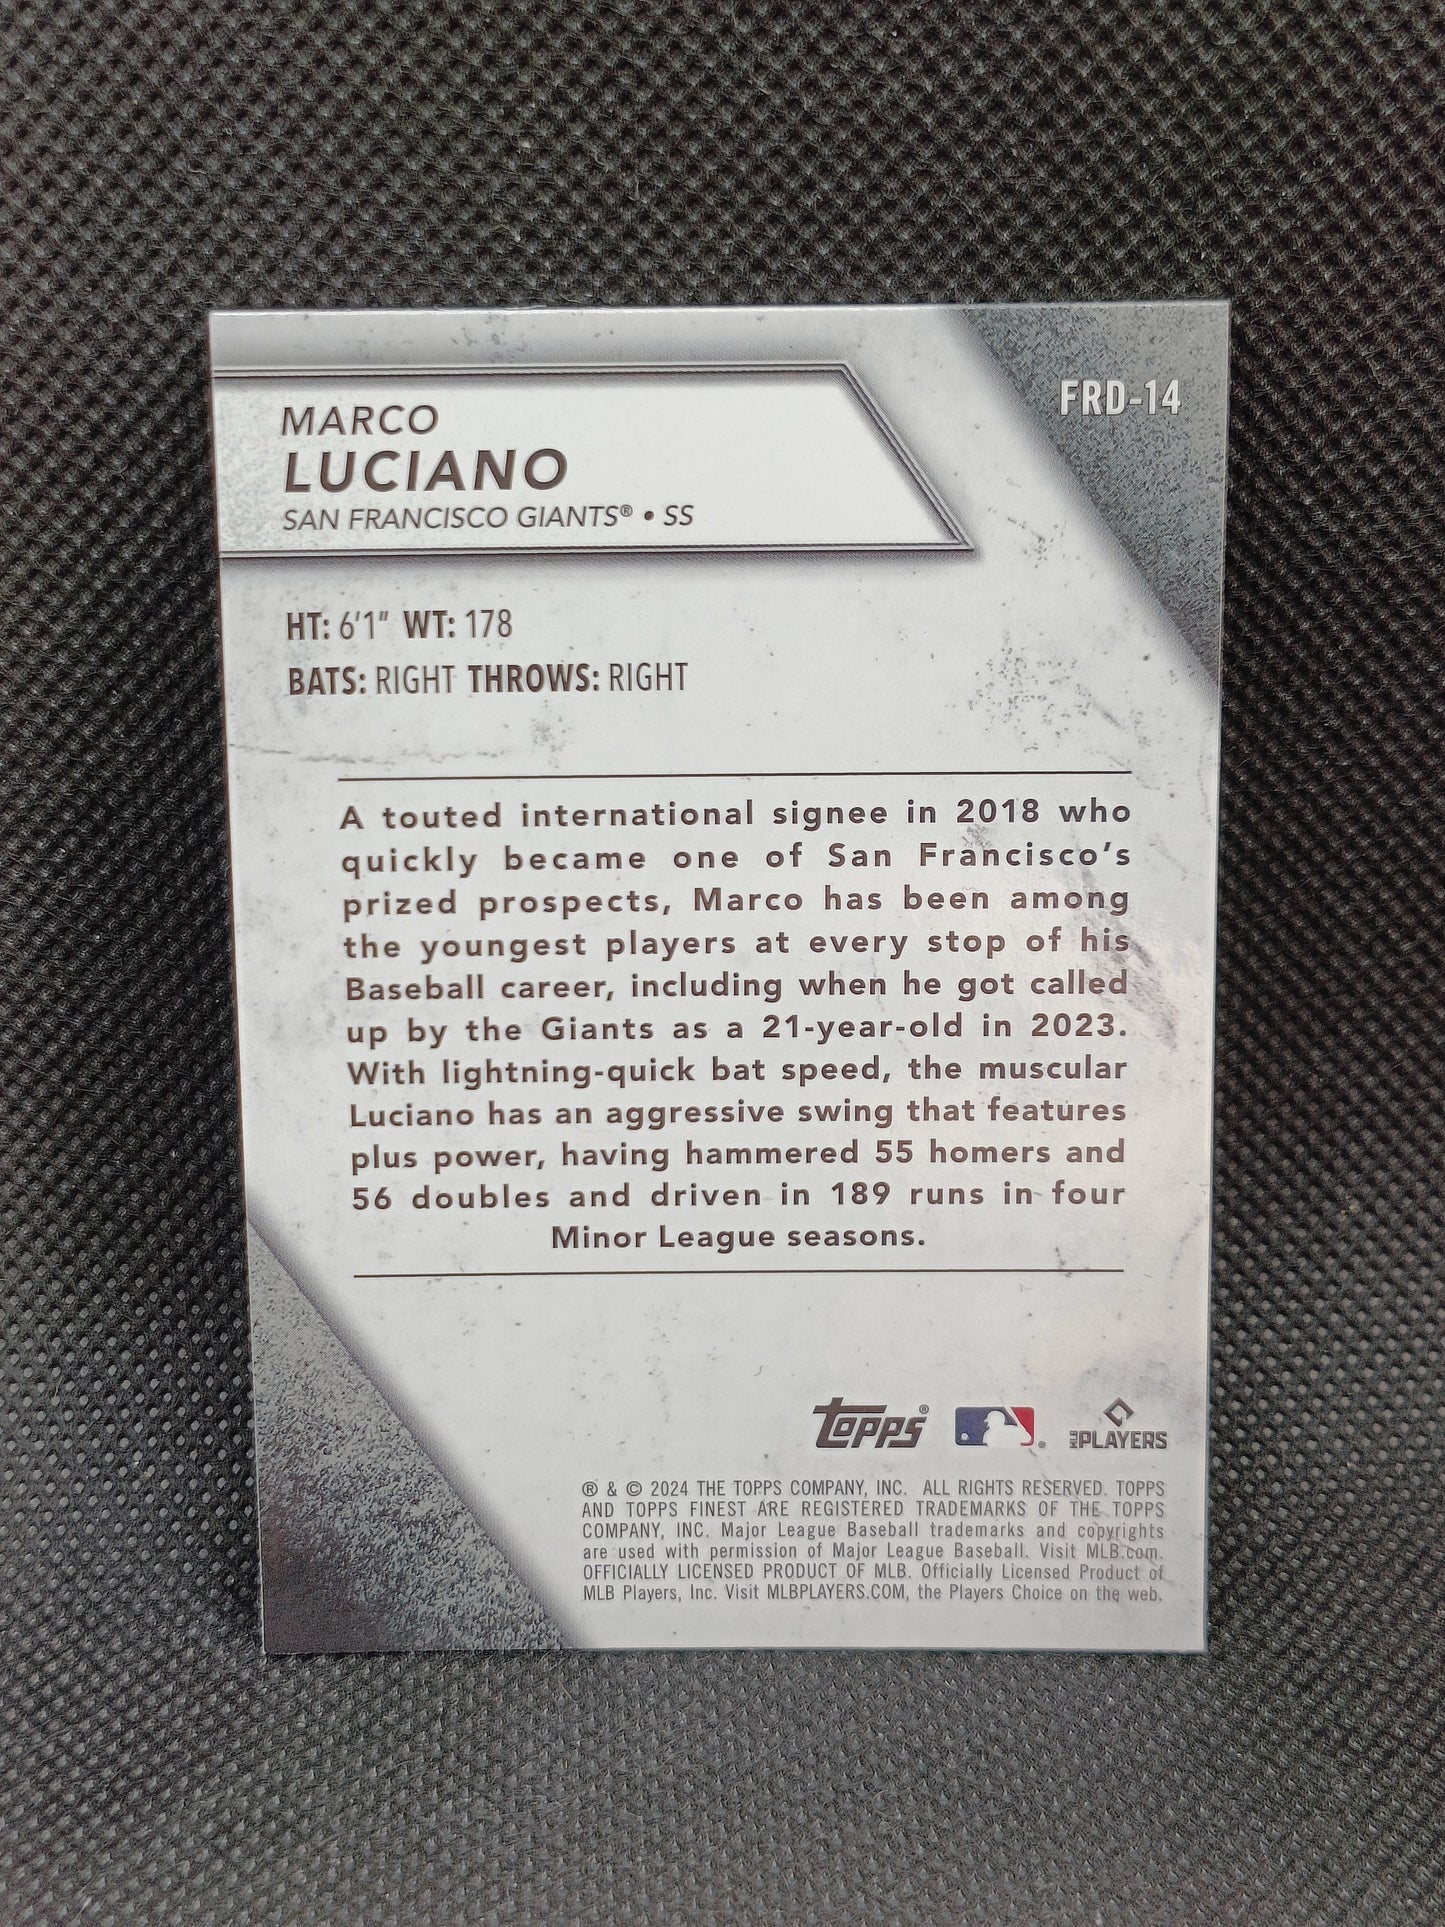 FRD-14
MARCO
LUCIANO
SAN FRANCISCO GIANTS® • SS
HT: 6'1" WT: 178
BATS: RIGHT THROWS: RIGHT
A touted international signee in 2018 who
quickly became one of San Francisco's
prized prospects, Marco has been among
the youngest players at every stop of his
Baseball career, including when he got called
up by the Giants as a 21-year-old in 2023.
With lightning-quick bat speed, the muscular
Luciano has an aggressive swing that features
plus power, having hammered 55 homers and
56 doubles and driven in 189 runs in four
Minor League seasons.
Topps® ® MLB PLAYERS
® & © 2024 THE TOPPS COMPANY, INC. ALL RIGHTS RESERVED. TOPPS
AND TOPPS FINEST ARE REGISTERED TRADEMARKS OF THE TOPPS
COMPANY, INC. Major League Baseball trademarks and copyrights
are used with permission of Major League Baseball. Visit MLB.com.
OFFICIALLY LICENSED PRODUCT OF MLB. Officially Licensed Product of
MLB Players, Inc. Visit MLBPLAYERS.COM, the Players Choice on the web.